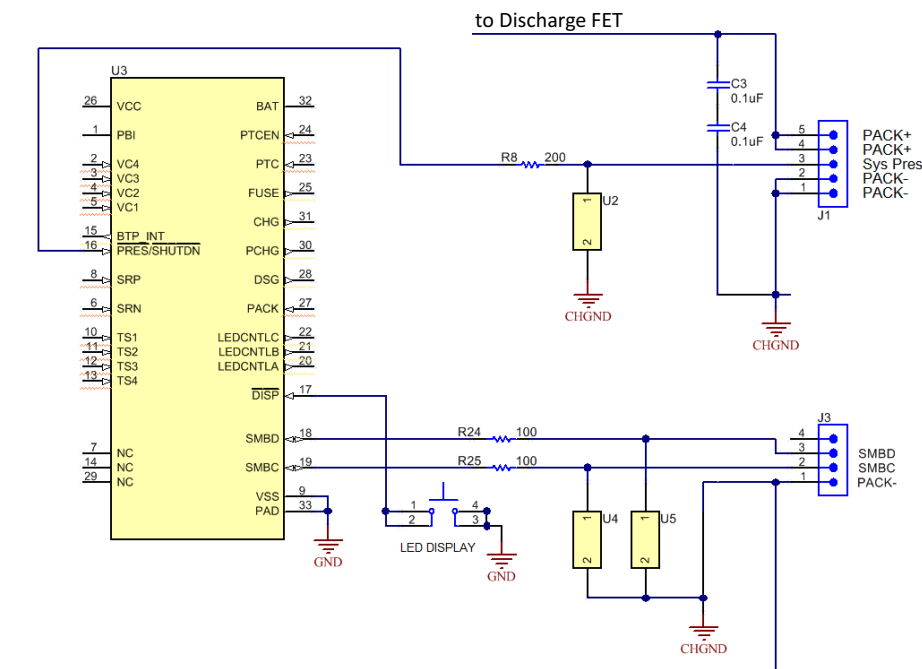 to Discharge FET
U3
26 VCC BAT 32
1 PBI PTCEN 24
2 VC4 PTC 23
3 VC3
4 VC2 FUSE 25
5 VC1
CHG 31
15 BTP_INT
16 PRES/SHUTDN PCHG 30
8 SRP DSG 28
6 SRN PACK 27
10 TS1 LEDCNTLC 22
11 TS2 LEDCNTLB 21
12 TS3 LEDCNTLA 20
13 TS4
DISP 17
SMBD 18
7 NC
14 NC SMBC 19
29 NC
VSS 9
PAD 33
GND
C3
0.1uF
C4
0.1uF
R8 200
1 U2
2
CHGND
5 PACK+
4 PACK+
3 Sys Pres
2 PACK-
1 PACK-
J1
CHGND
R24 100
R25 100
J3
4
3 SMBD
2 SMBC
1 PACK-
1 4
2 3
LED DISPLAY
GND
1 U4
2
1 U5
2
CHGND